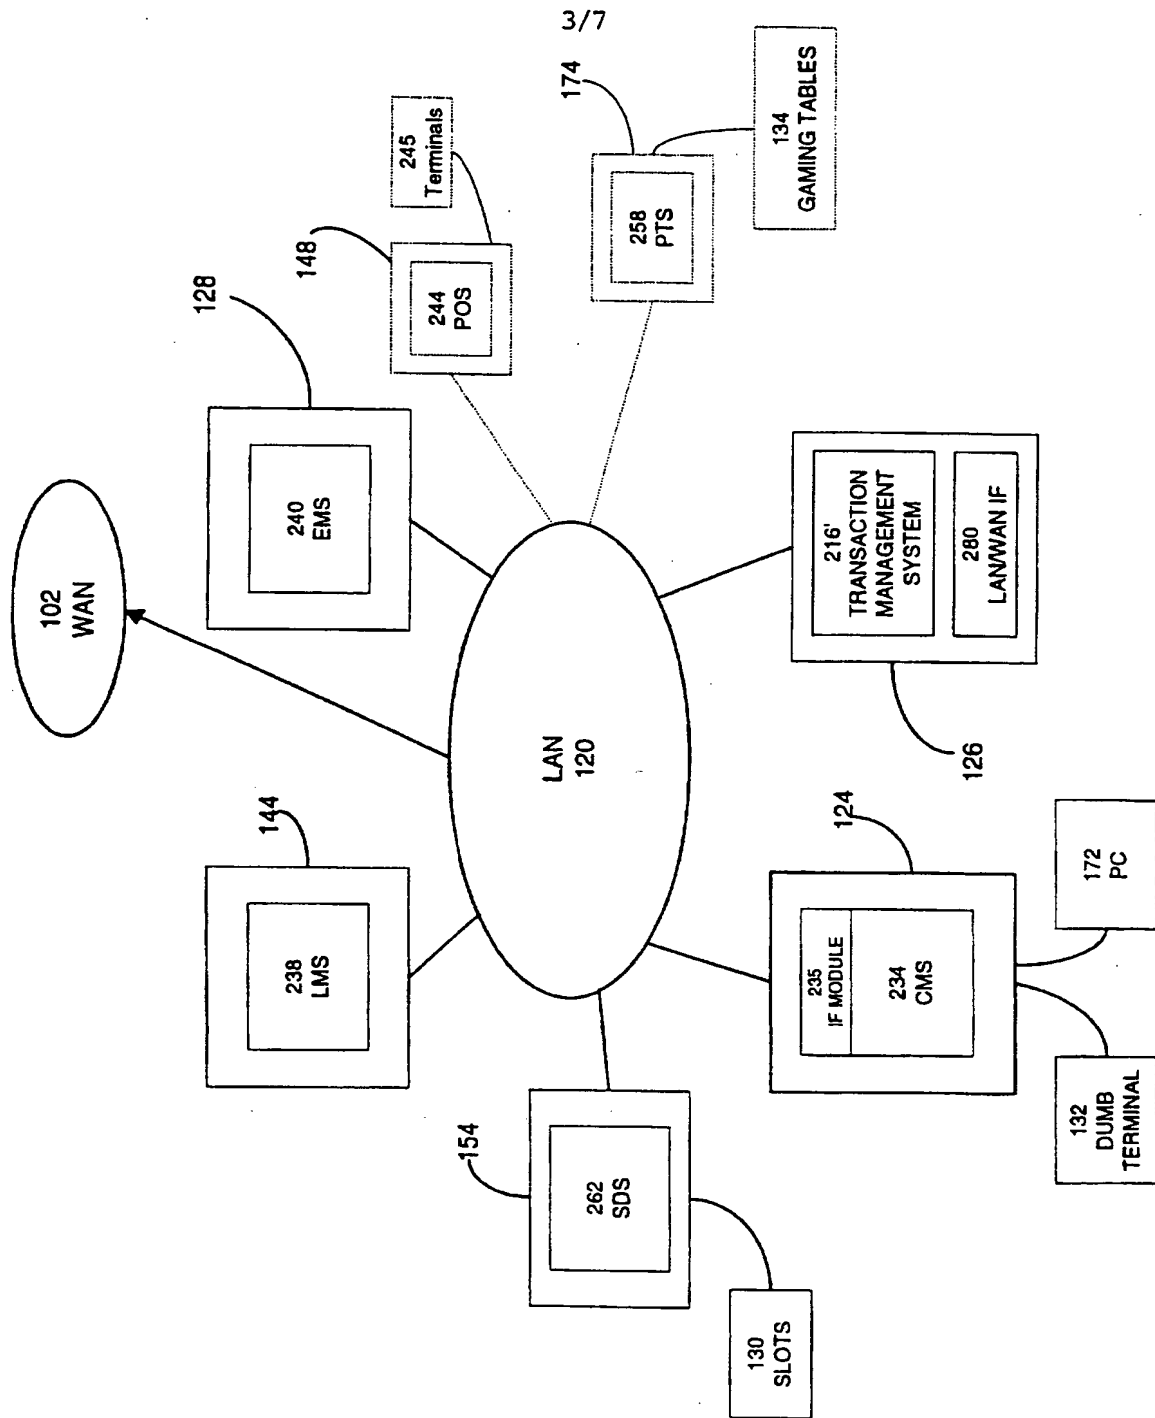 3/7
102
WAN
128
240
EMS
148
244
POS
245
Terminals
174
258
PTS
134
GAMING TABLES
144
238
LMS
LAN
120
154
262
SDS
130
SLOTS
124
235
IF MODULE
234
CMS
132
DUMB
TERMINAL
172
PC
126
216'
TRANSACTION
MANAGEMENT
SYSTEM
280
LAN/WAN IF